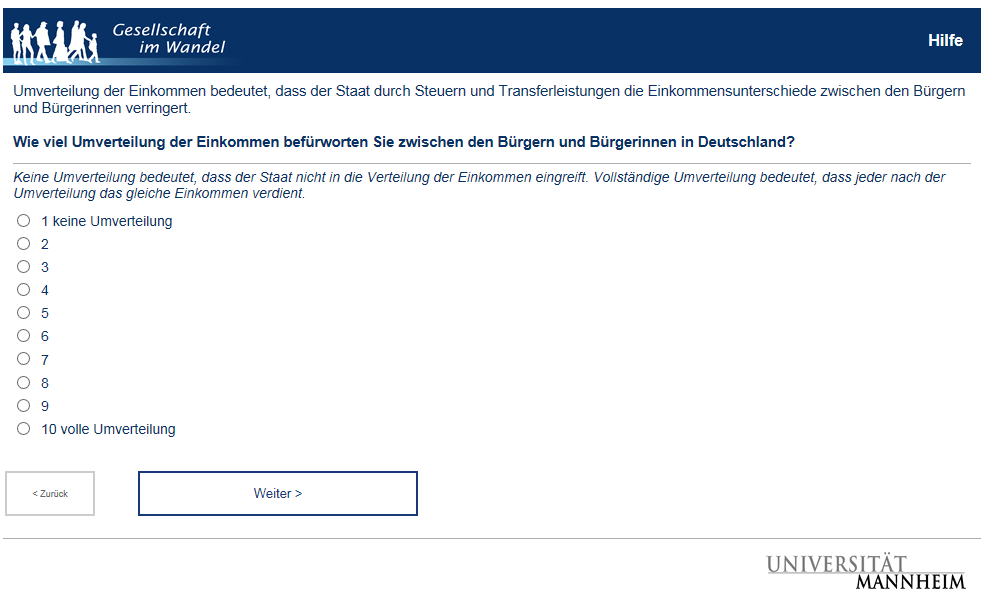 Gesellschaft
im Wandel
Hilfe
Umverteilung der Einkommen bedeutet, dass der Staat durch Steuern und Transferleistungen die Einkommensunterschiede zwischen den Bürgern
und Bürgerinnen verringert.
Wie viel Umverteilung der Einkommen befürworten Sie zwischen den Bürgern und Bürgerinnen in Deutschland?
Keine Umverteilung bedeutet, dass der Staat nicht in die Verteilung der Einkommen eingreift. Vollständige Umverteilung bedeutet, dass jeder nach der
Umverteilung das gleiche Einkommen verdient.
1 keine Umverteilung
2
3
4
5
6
7
8
9
10 volle Umverteilung
< Zurück
Weiter >
UNIVERSITÄT
MANNHEIM